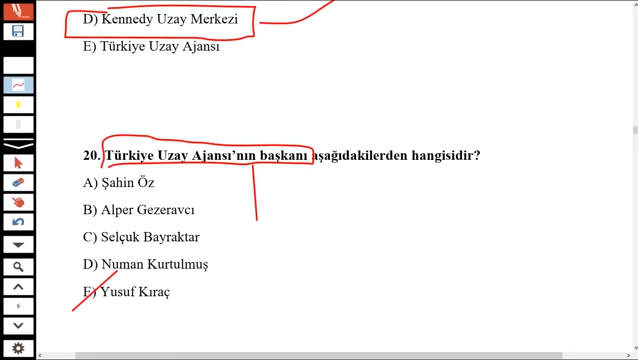 D) Kennedy Uzay Merkezi
E) Türkiye Uzay Ajansı
20. Türkiye Uzay Ajansı’nın başkanı aşağıdakilerden hangisidir?
A) Şahin Öz
B) Alper Gezeravcı
C) Selçuk Bayraktar
D) Numan Kurtulmuş
E) Yusuf Kıraç
6